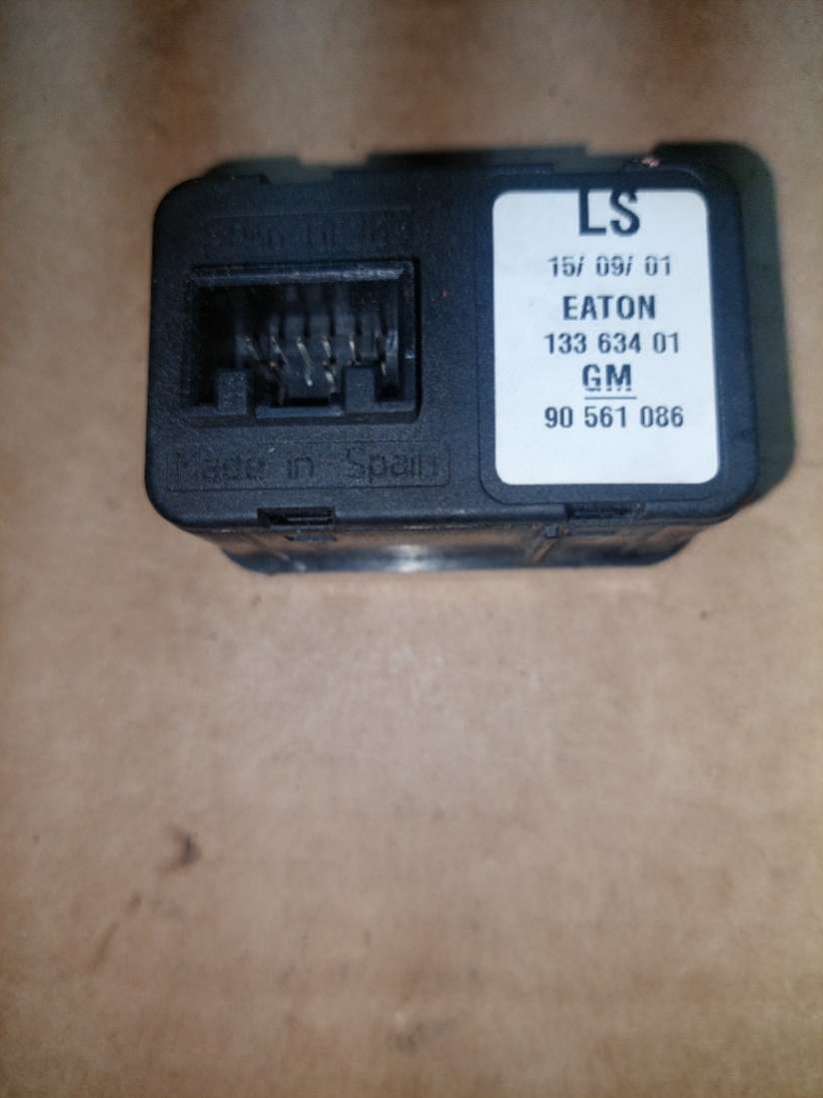 LS
15/ 09/ 01
EATON
133 634 01
GM
90 561 086
Made in Spain